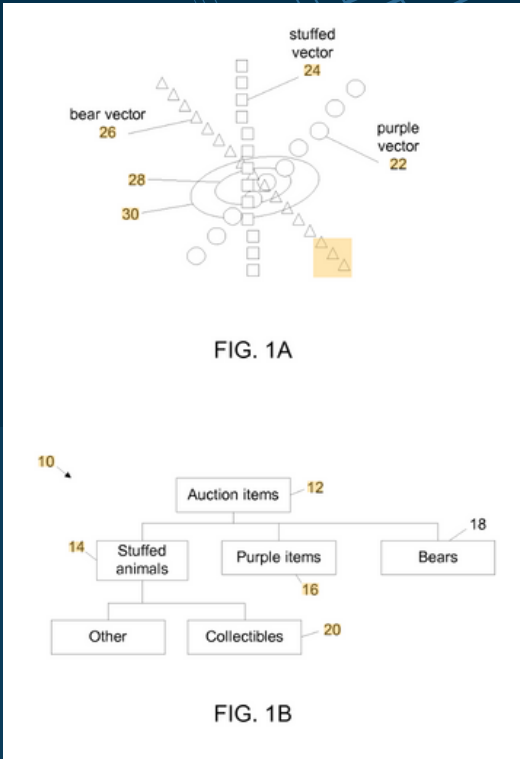 stuffed
vector
24
bear vector
26
purple
vector
22
28
30
FIG. 1A
10
Auction items
12
14
Stuffed
animals
Purple items
16
18
Bears
Other
Collectibles
20
FIG. 1B